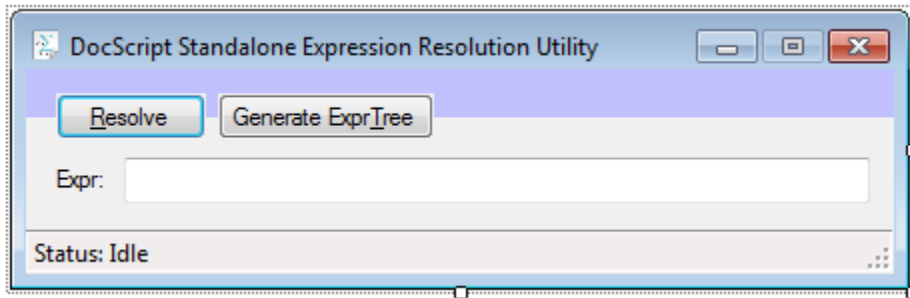 DocScript Standalone Expression Resolution Utility
Resolve Generate ExprTree
Expr:
Status: Idle